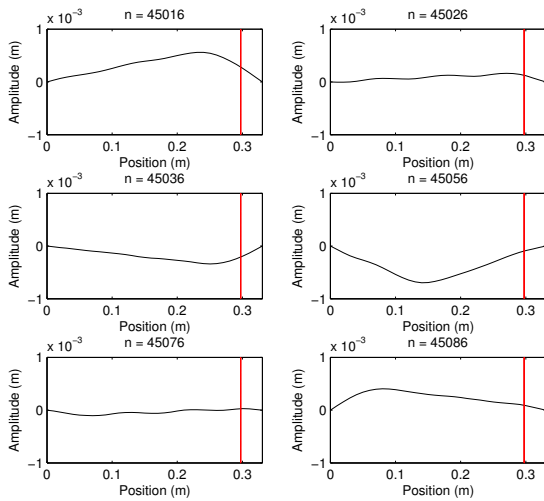 x 10⁻³ n = 45016
1
0
−1
Amplitude (m)
0 0.1 0.2 0.3
Position (m)
x 10⁻³ n = 45026
1
0
−1
Amplitude (m)
0 0.1 0.2 0.3
Position (m)
x 10⁻³ n = 45036
1
0
−1
Amplitude (m)
0 0.1 0.2 0.3
Position (m)
x 10⁻³ n = 45056
1
0
−1
Amplitude (m)
0 0.1 0.2 0.3
Position (m)
x 10⁻³ n = 45076
1
0
−1
Amplitude (m)
0 0.1 0.2 0.3
Position (m)
x 10⁻³ n = 45086
1
0
−1
Amplitude (m)
0 0.1 0.2 0.3
Position (m)